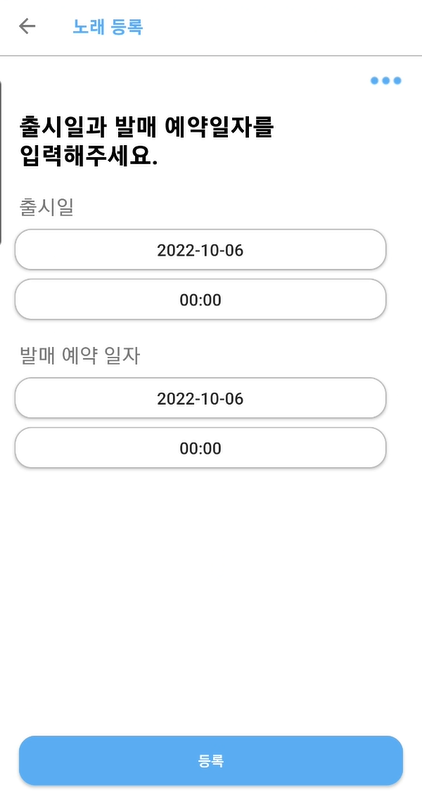 노래 등록
출시일과 발매 예약일자를
입력해주세요.
출시일
2022-10-06
00:00
발매 예약 일자
2022-10-06
00:00
등록